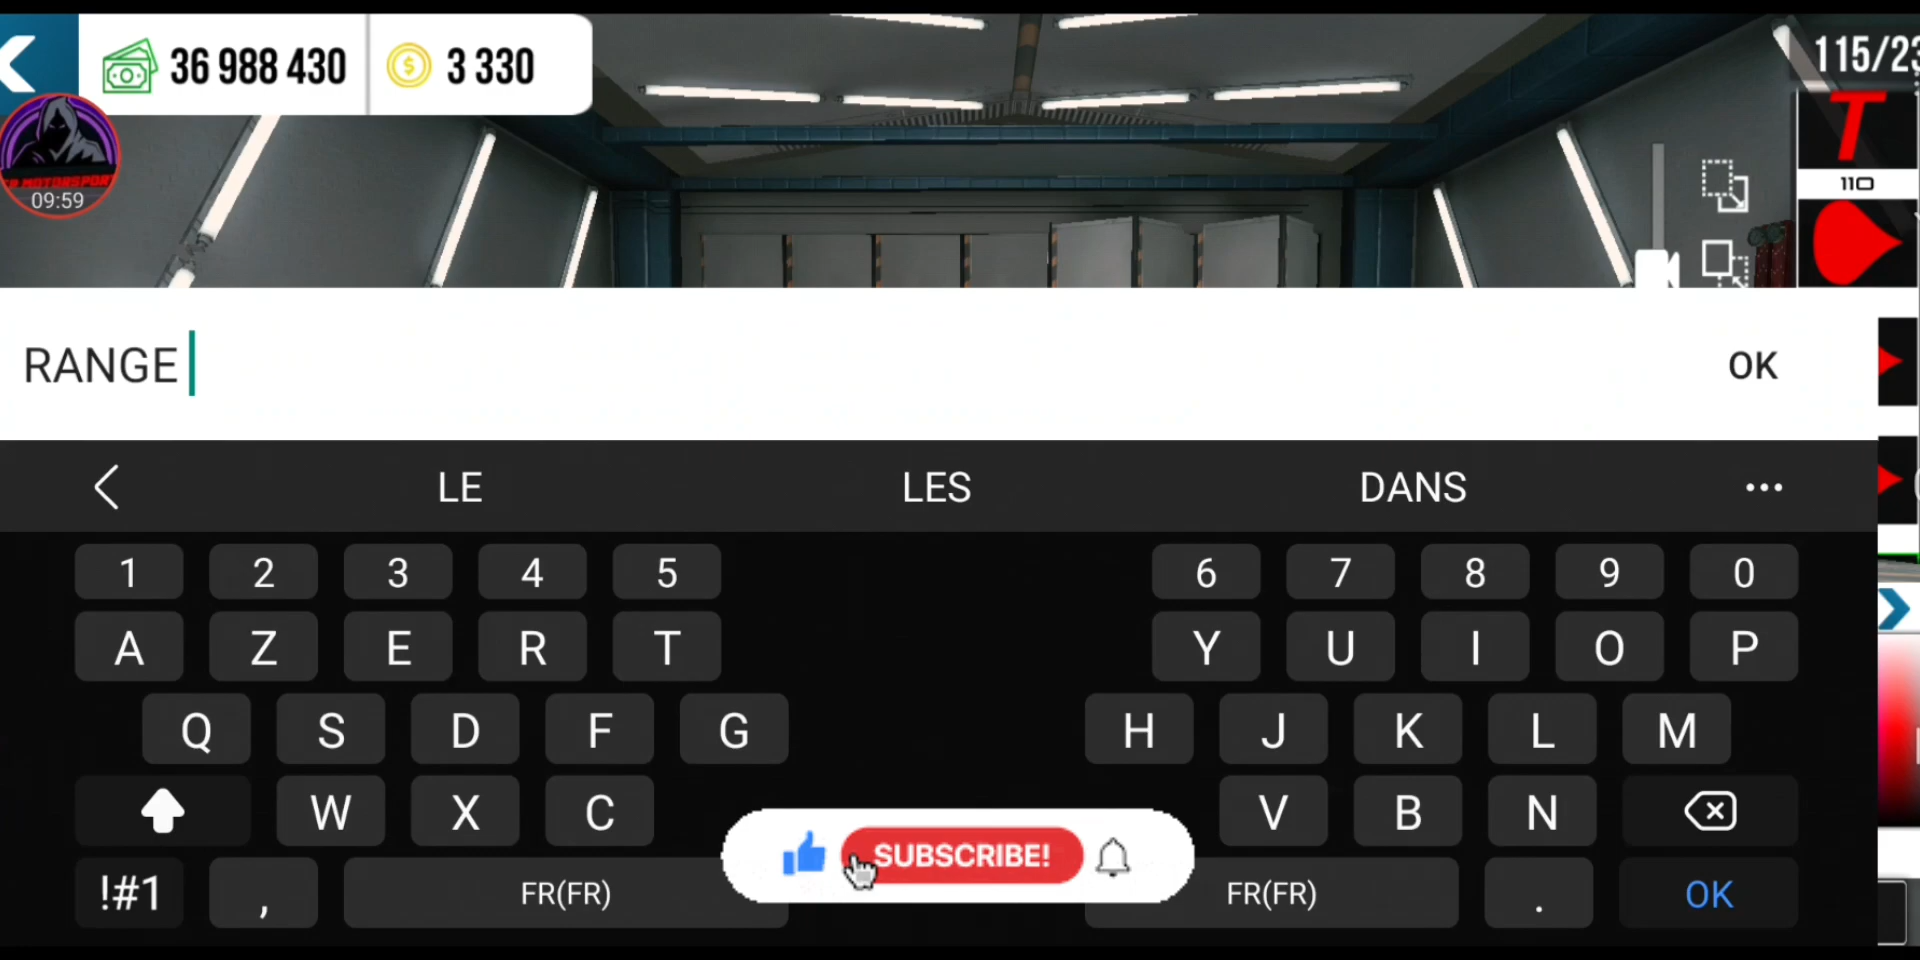 36 988 430
3 330
115/23
T
110
MOTORSPORT
09:59
RANGE
OK
LE
LES
DANS
...
1 2 3 4 5 6 7 8 9 0
A Z E R T Y U I O P
Q S D F G H J K L M
W X C V B N
SUBSCRIBE!
!#1 , FR(FR) FR(FR) . OK